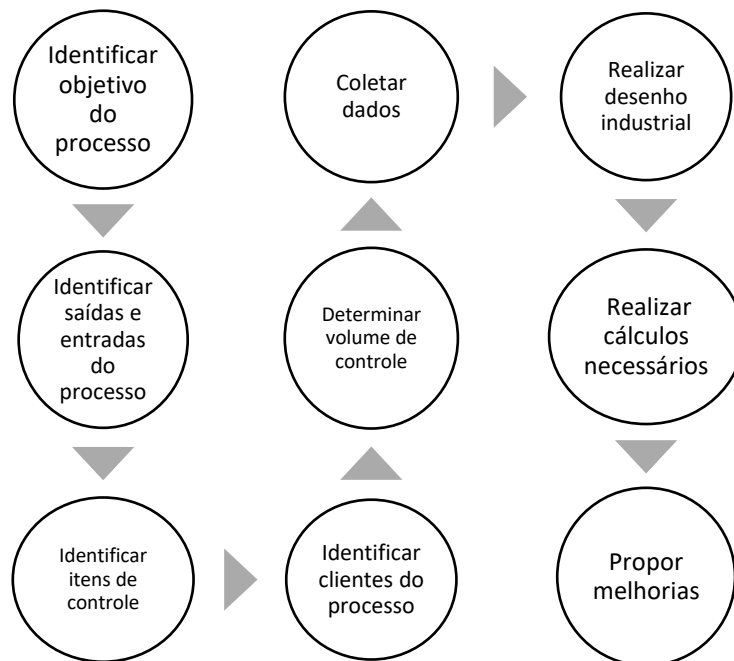 Identificar
objetivo
do
processo
Identificar
saídas e
entradas
do
processo
Identificar
itens de
controle
Identificar
clientes do
processo
Determinar
volume de
controle
Coletar
dados
Realizar
desenho
industrial
Realizar
cálculos
necessários
Propor
melhorias